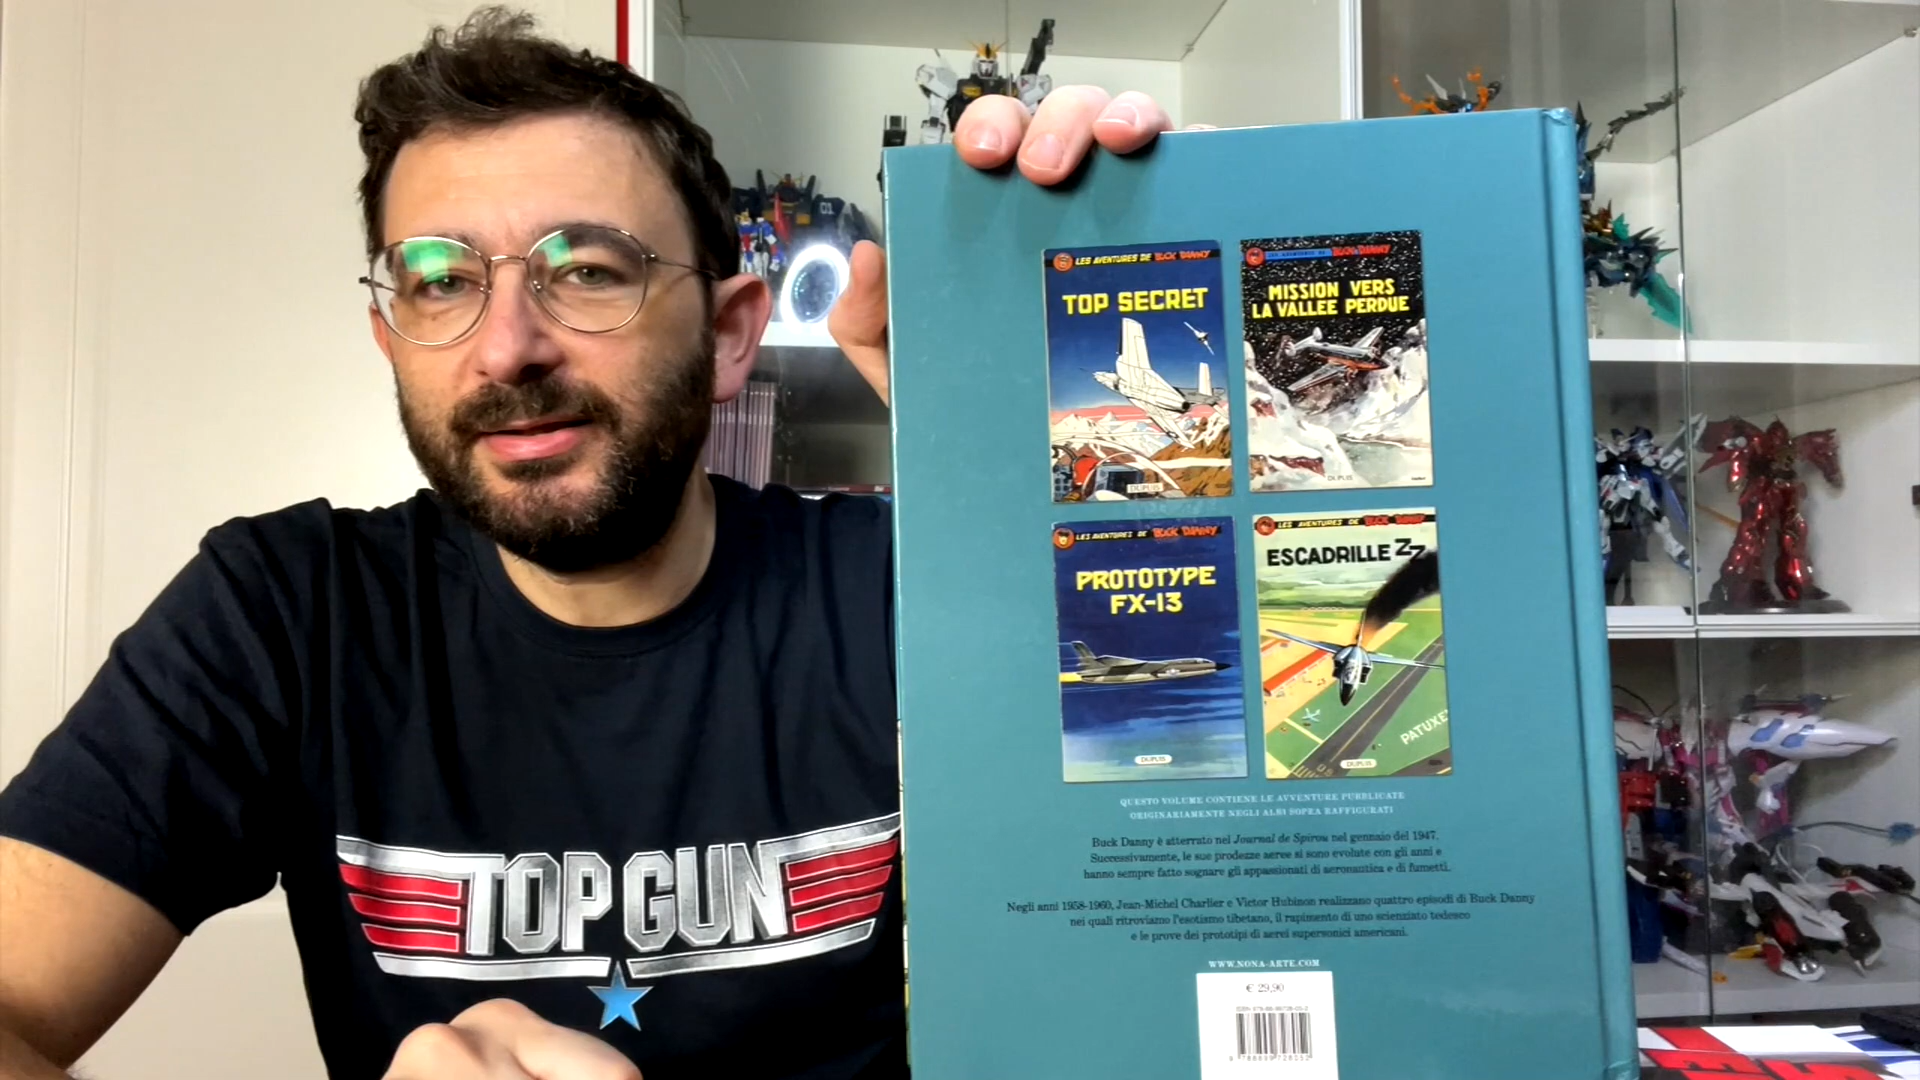 TOP GUN
LES AVENTURES DE BUCK DANNY
TOP SECRET
DUPUIS
LES AVENTURES DE BUCK DANNY
MISSION VERS
LA VALLEE PERDUE
DUPUIS
LES AVENTURES DE BUCK DANNY
PROTOTYPE
FX-13
DUPUIS
LES AVENTURES DE BUCK DANNY
ESCADRILLE ZZ
PATUXE
DUPUIS
QUESTO VOLUME CONTIENE LE AVVENTURE PUBBLICATE
ORIGINARIAMENTE NEGLI ALBI SOPRA RAFFIGURATI
Buck Danny è atterrato nel Journal de Spirou nel gennaio del 1947.
Successivamente, le sue prodezze aeree si sono evolute con gli anni e
hanno sempre fatto sognare gli appassionati di aeronautica e di fumetti.
Negli anni 1958-1960, Jean-Michel Charlier e Victor Hubinon realizzano quattro episodi di Buck Danny
nei quali ritroviamo l'esotismo tibetano, il rapimento di uno scienziato tedesco
e le prove dei prototipi di aerei supersonici americani.
WWW.NONA-ARTE.COM
€ 29,90
01